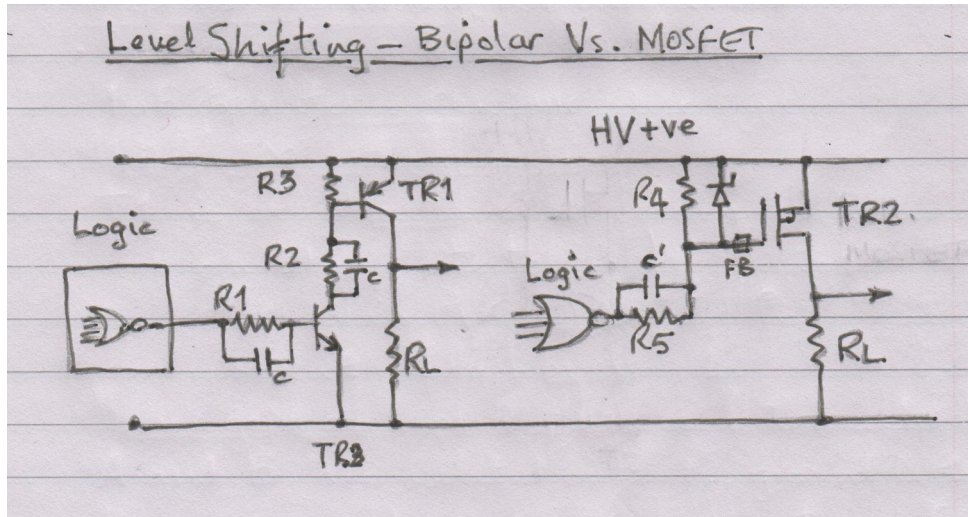 Level Shifting - Bipolar Vs. MOSFET
HV+ve
R3
TR1
R4
TR2.
Logic
R2
C
Logic
C'
FB
R1
R5
C
RL
RL